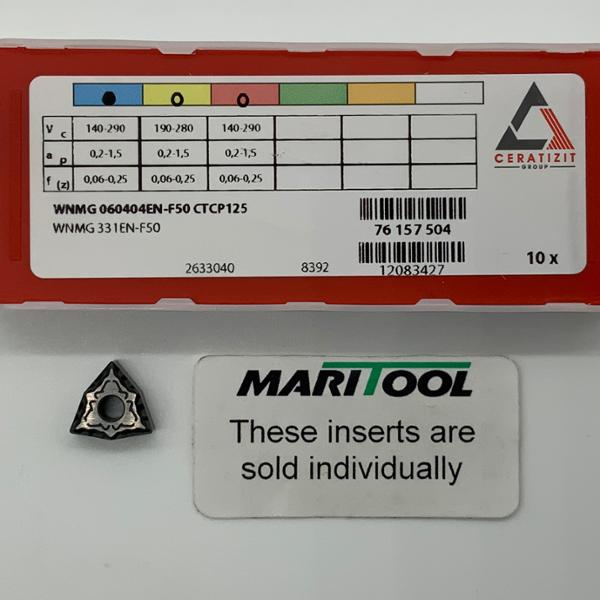 V c 140-290 190-280 140-290
a p 0,2-1,5 0,2-1,5 0,2-1,5
f (z) 0,06-0,25 0,06-0,25 0,06-0,25
CERATIZIT
GROUP
WNMG 060404EN-F50 CTCP125
WNMG 331EN-F50
76 157 504
2633040 8392 12083427
10 x
MARITOOL
These inserts are
sold individually